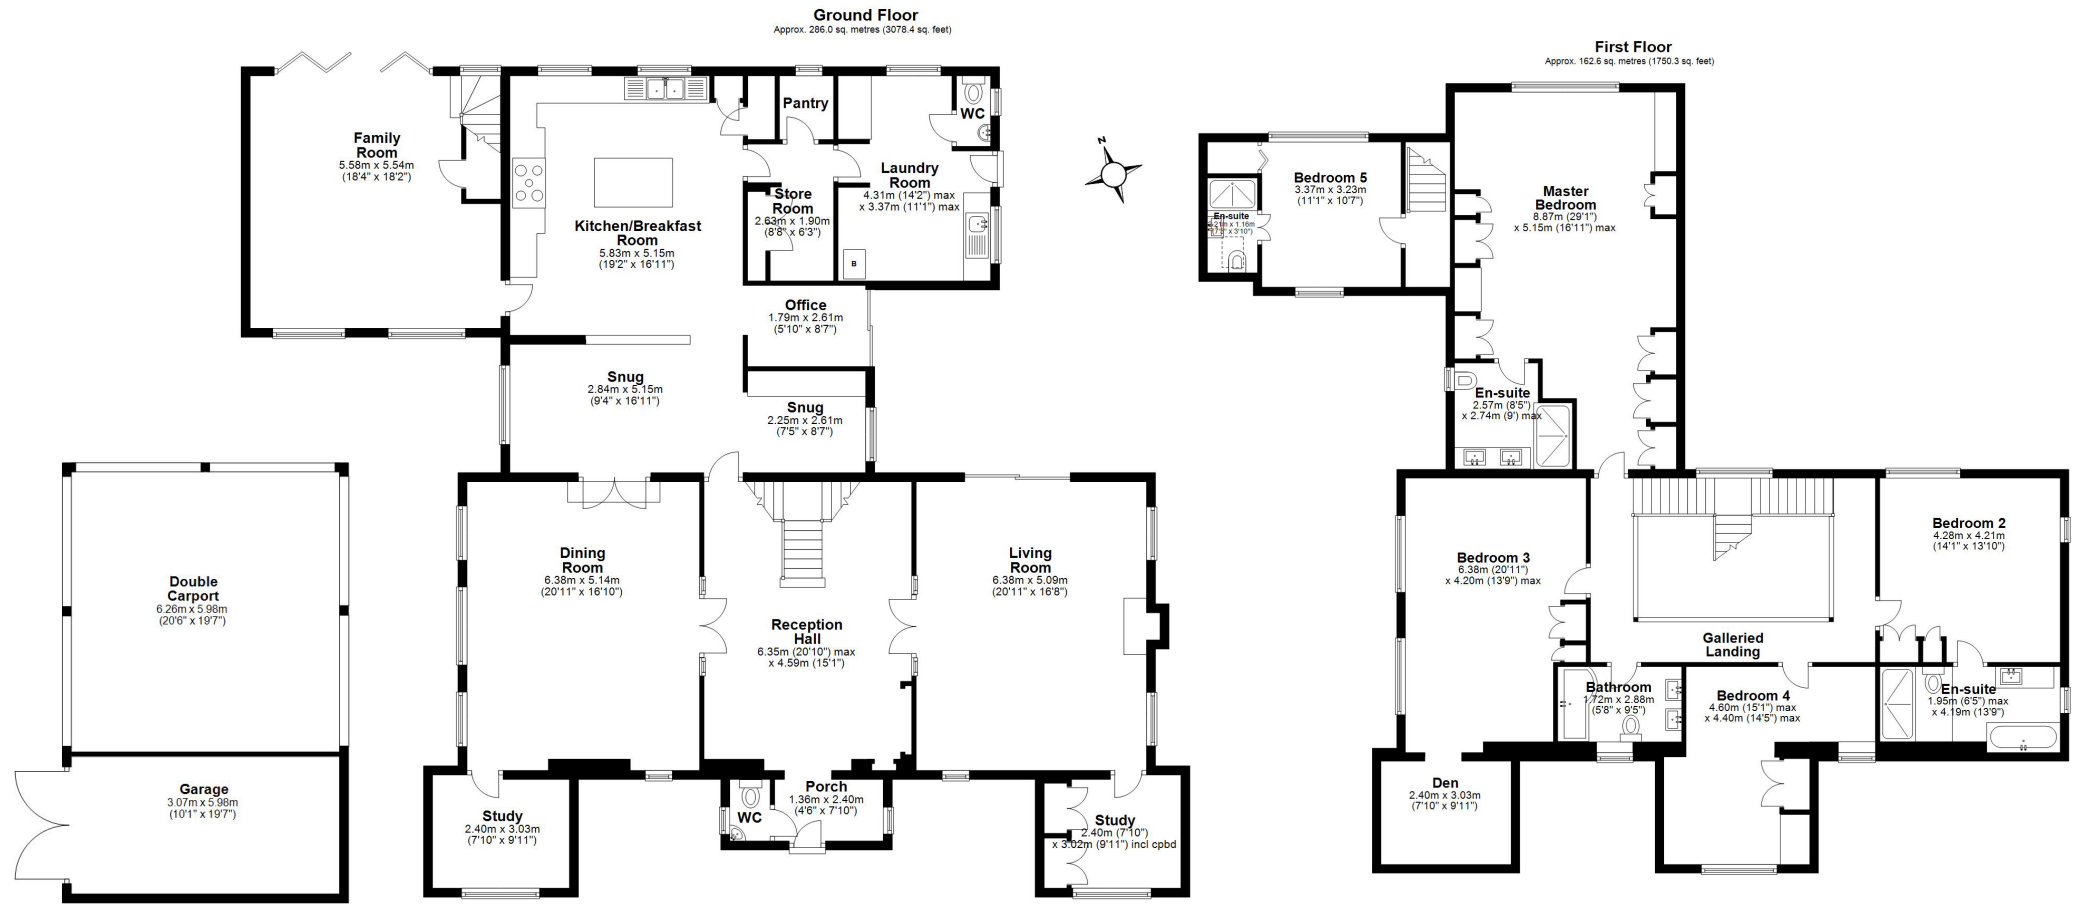 Ground Floor
Approx. 286.0 sq. metres (3078.4 sq. feet)
Family
Room
5.58m x 5.54m
(18'4" x 18'2")
Kitchen/Breakfast
Room
5.83m x 5.15m
(19'2" x 16'11")
Pantry
WC
Laundry
Room
4.31m (14'2") max
x 3.37m (11'1") max
Store
Room
2.63m x 1.90m
(8'8" x 6'3")
B
Office
1.79m x 2.61m
(5'10" x 8'7")
Snug
2.84m x 5.15m
(9'4" x 16'11")
Snug
2.25m x 2.61m
(7'5" x 8'7")
Double
Carport
6.26m x 5.98m
(20'6" x 19'7")
Garage
3.07m x 5.98m
(10'1" x 19'7")
Dining
Room
6.38m x 5.14m
(20'11" x 16'10")
Reception
Hall
6.35m (20'10") max
x 4.59m (15'1")
Living
Room
6.38m x 5.09m
(20'11" x 16'8")
Study
2.40m x 3.03m
(7'10" x 9'11")
WC
Porch
1.36m x 2.40m
(4'6" x 7'10")
Study
2.40m (7'10")
x 3.02m (9'11") incl cpbd
N
First Floor
Approx. 162.6 sq. metres (1750.3 sq. feet)
Bedroom 5
3.37m x 3.23m
(11'1" x 10'7")
En-suite
x 1.16m
x 3'10")
Master
Bedroom
8.87m (29'1")
x 5.15m (16'11") max
En-suite
2.57m (8'5")
x 2.74m (9') max
Bedroom 3
6.38m (20'11")
x 4.20m (13'9") max
Galleried
Landing
Bedroom 2
4.28m x 4.21m
(14'1" x 13'10")
Bathroom
1.72m x 2.88m
(5'8" x 9'5")
Bedroom 4
4.60m (15'1") max
x 4.40m (14'5") max
En-suite
1.95m (6'5") max
x 4.19m (13'9")
Den
2.40m x 3.03m
(7'10" x 9'11")